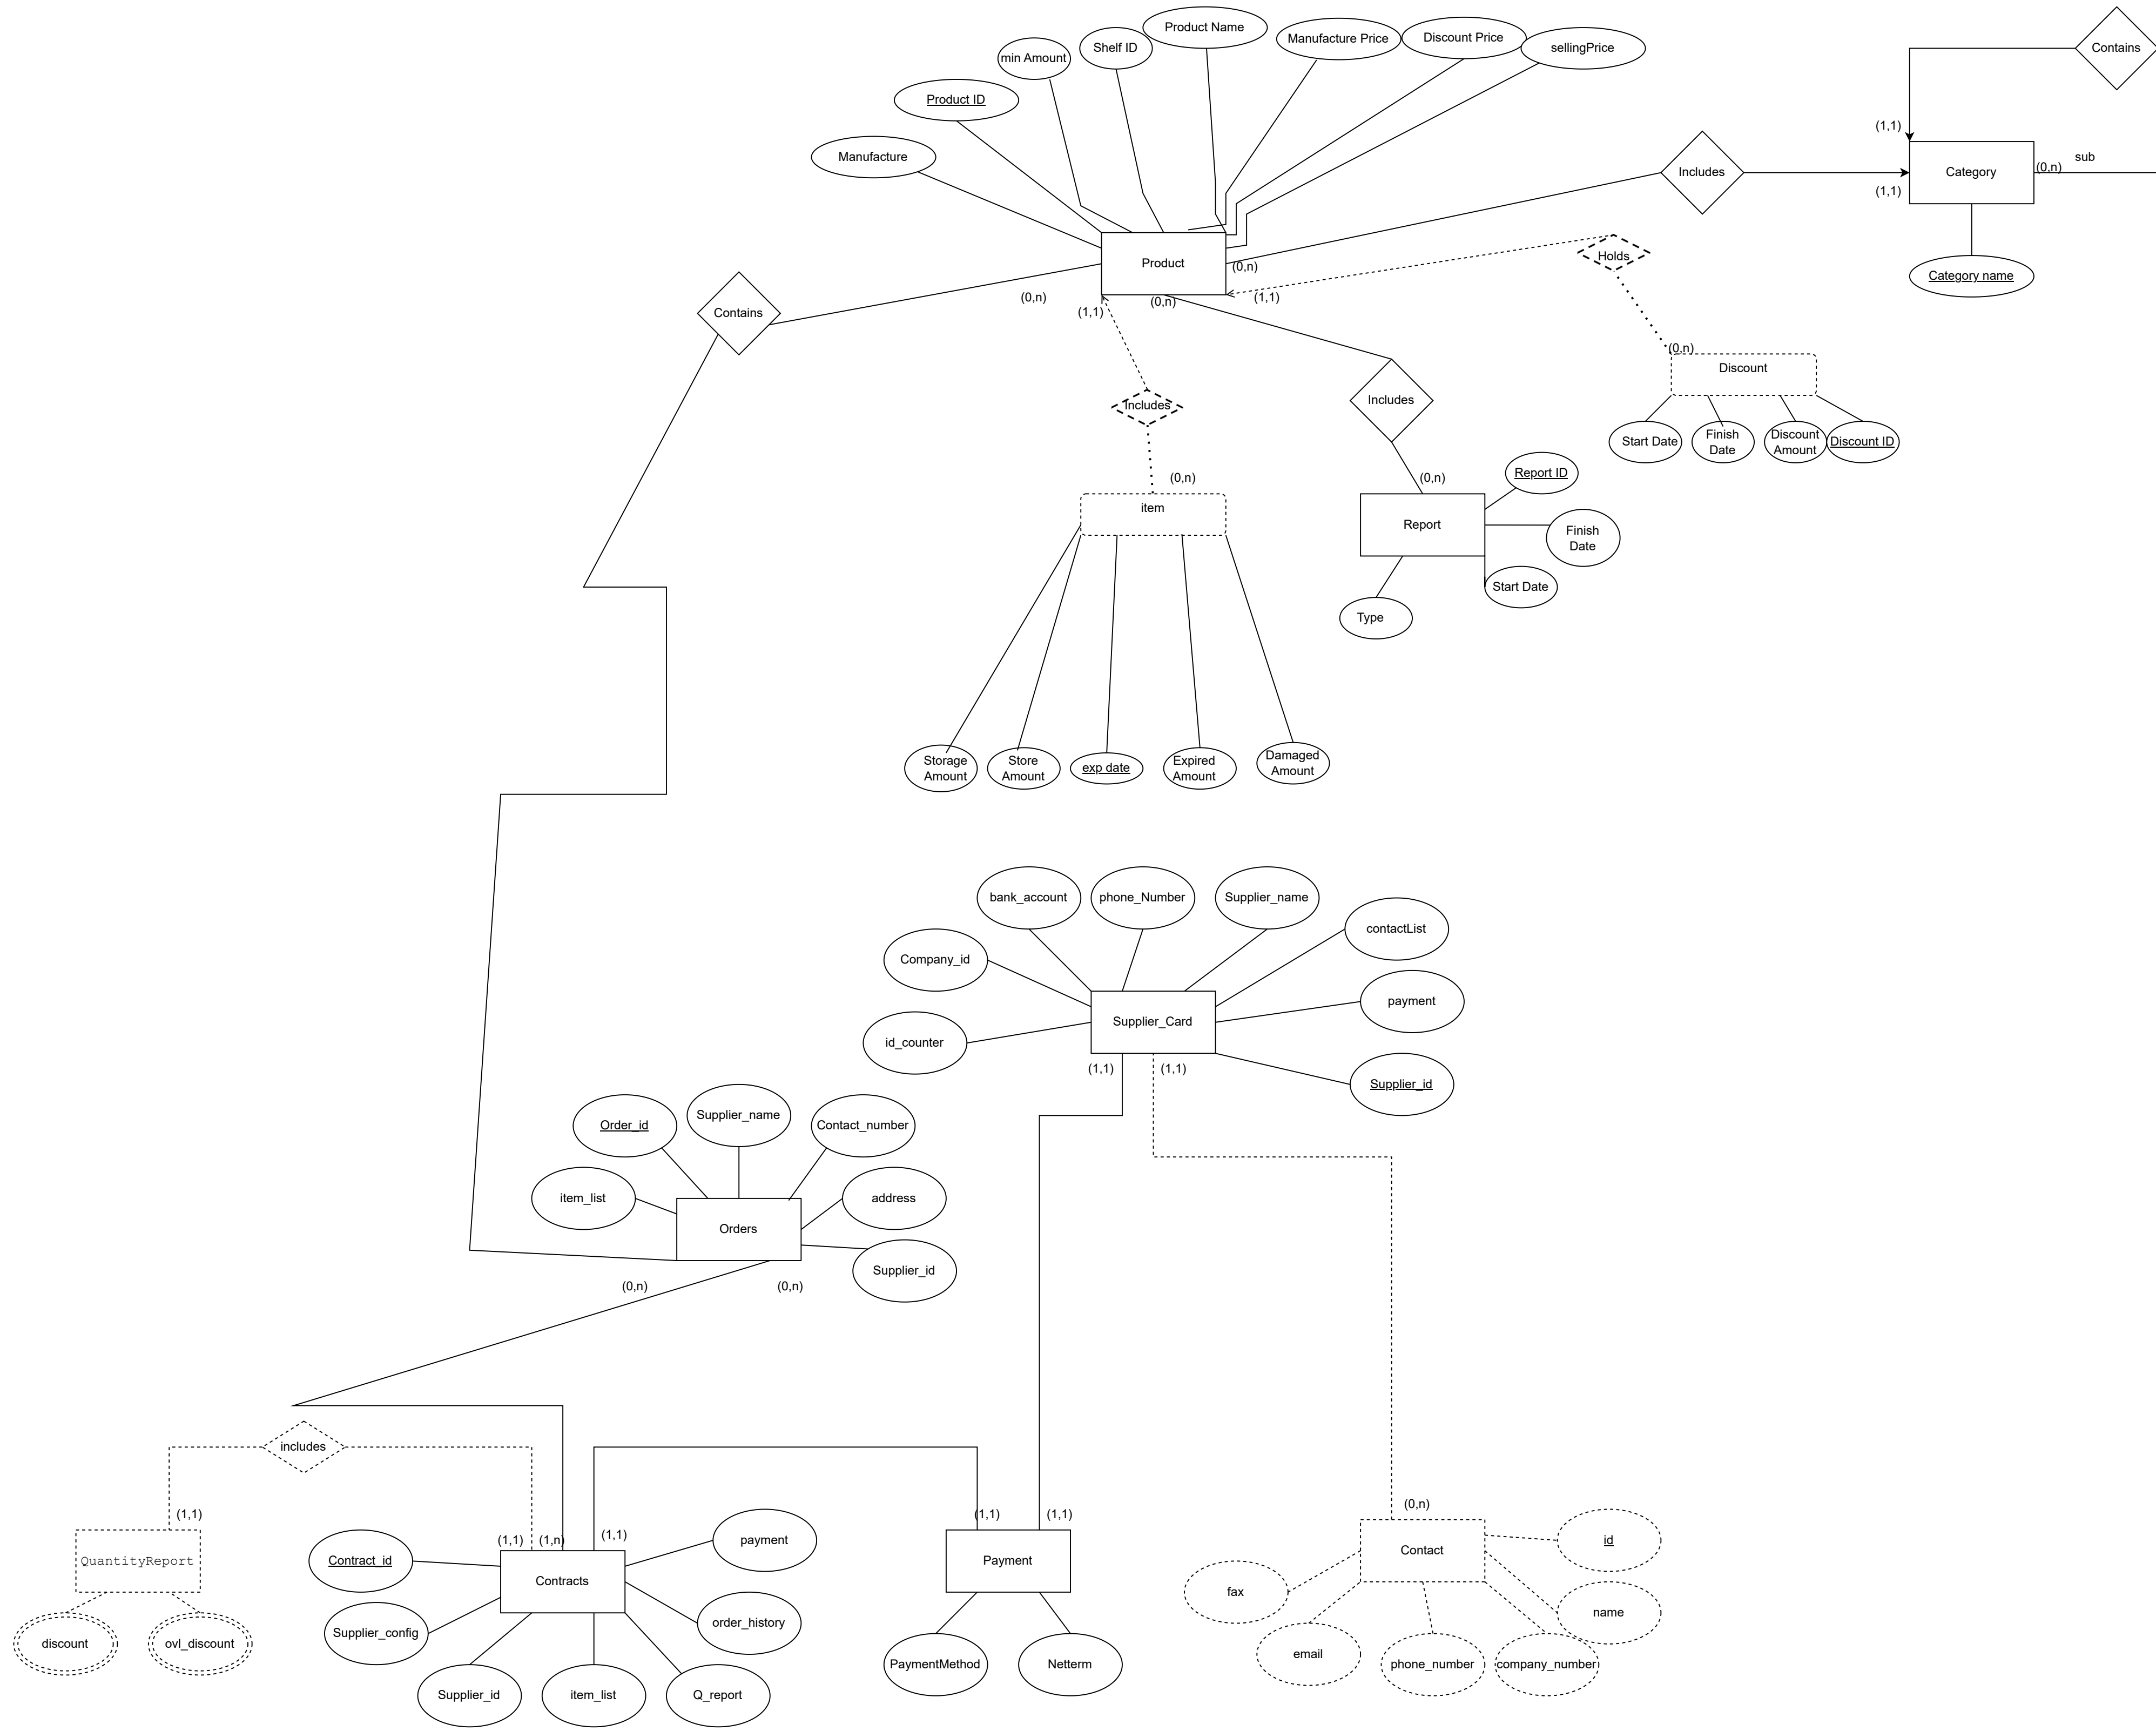 Product Name
Manufacture Price
Discount Price
sellingPrice
Shelf ID
min Amount
Contains
Product ID
(1,1)
Manufacture
sub
Includes
Category
(0,n)
(1,1)
Product
(0,n)
Holds
Category name
(0,n)
(1,1)
(0,n)
(1,1)
Contains
(0,n)
Discount
Includes
Includes
Start Date
Finish
Date
Discount
Amount
Discount ID
(0,n)
(0,n)
Report ID
item
Report
Finish
Date
Start Date
Type
Storage
Amount
Store
Amount
exp date
Expired
Amount
Damaged
Amount
bank_account
phone_Number
Supplier_name
contactList
Company_id
payment
Supplier_Card
id_counter
(1,1)
(1,1)
Supplier_id
Order_id
Supplier_name
Contact_number
item_list
address
Orders
Supplier_id
(0,n)
(0,n)
includes
(0,n)
(1,1)
(1,1)
(1,1)
(1,1)
(1,n)
(1,1)
payment
id
QuantityReport
Contract_id
Contracts
Payment
Contact
fax
name
order_history
Supplier_config
discount
ovl_discount
email
PaymentMethod
Netterm
phone_number
company_number
Supplier_id
item_list
Q_report